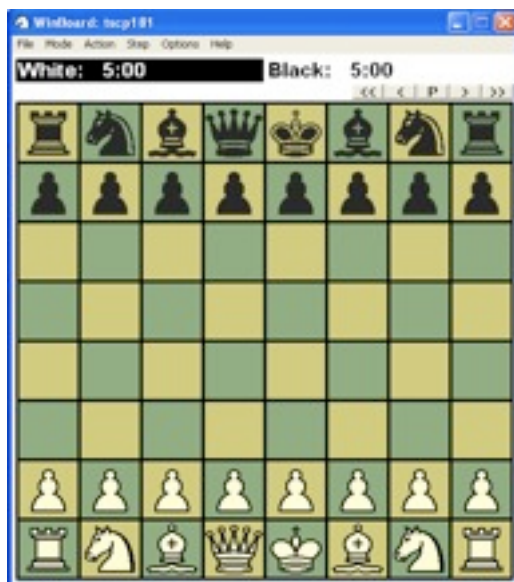 WinBoard: tscp181
File Mode Action Step Options Help
White: 5:00 Black: 5:00
<< < P > >>